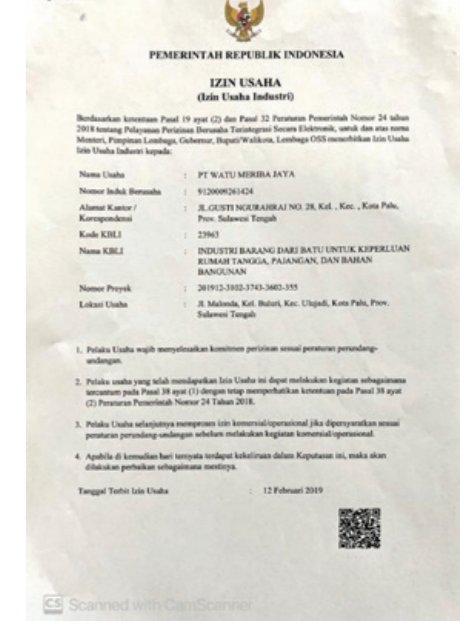 PEMERINTAH REPUBLIK INDONESIA
IZIN USAHA
(Izin Usaha Industri)
Berdasarkan ketentuan Pasal 19 ayat (2) dan Pasal 32 Peraturan Pemerintah Nomor 24 tahun
2018 tentang Pelayanan Perizinan Berusaha Terintegrasi Secara Elektronik, untuk dan atas nama
Menteri, Pimpinan Lembaga, Gubernur, Bupati/Walikota, Lembaga OSS menerbitkan Izin Usaha
Izin Usaha Industri kepada:
Nama Usaha : PT WATU MERIBA JAYA
Nomor Induk Berusaha : 9120009261424
Alamat Kantor / : JL.GUSTI NGURAHRAI NO. 28, Kel. , Kec. , Kota Palu,
Korespondensi Prov. Sulawesi Tengah
Kode KBLI : 23963
Nama KBLI : INDUSTRI BARANG DARI BATU UNTUK KEPERLUAN
RUMAH TANGGA, PAJANGAN, DAN BAHAN
BANGUNAN
Nomor Proyek : 201912-3102-3743-3602-355
Lokasi Usaha : Jl. Malonda, Kel. Buluri, Kec. Ulujadi, Kota Palu, Prov.
Sulawesi Tengah
1. Pelaku Usaha wajib menyelesaikan komitmen perizinan sesuai peraturan perundang-
undangan.
2. Pelaku usaha yang telah mendapatkan Izin Usaha ini dapat melakukan kegiatan sebagaimana
tercantum pada Pasal 38 ayat (1) dengan tetap memperhatikan ketentuan pada Pasal 38 ayat
(2) Peraturan Pemerintah Nomor 24 Tahun 2018.
3. Pelaku Usaha selanjutnya memproses izin komersial/operasional jika dipersyaratkan sesuai
peraturan perundang-undangan sebelum melakukan kegiatan komersial/operasional.
4. Apabila di kemudian hari ternyata terdapat kekeliruan dalam Keputusan ini, maka akan
dilakukan perbaikan sebagaimana mestinya.
Tanggal Terbit Izin Usaha : 12 Februari 2019
CS Scanned with CamScanner